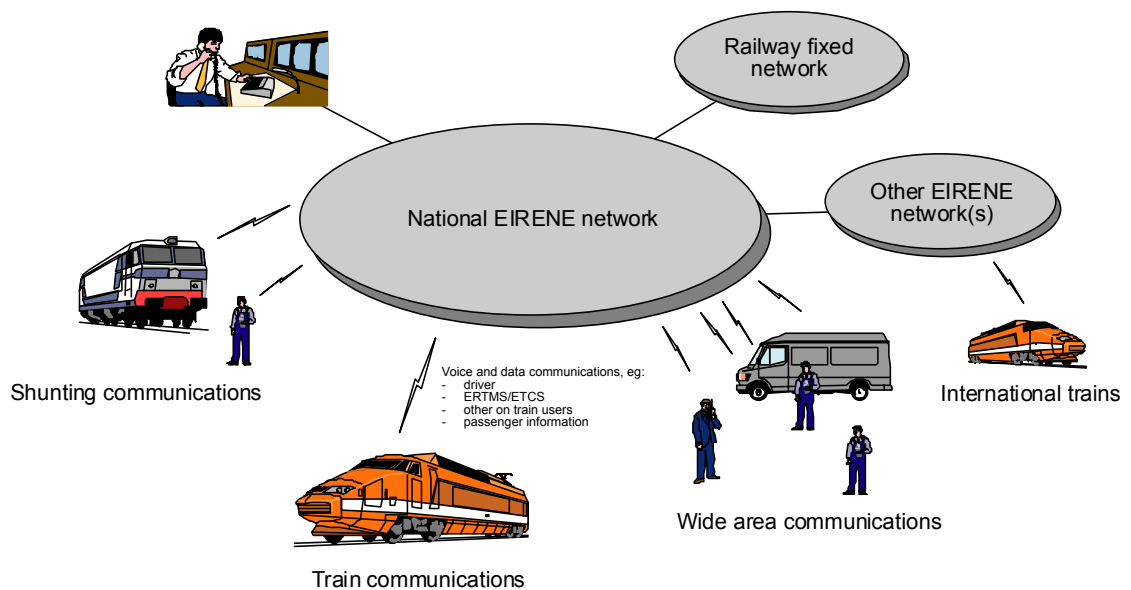 Railway fixed
network
Other EIRENE
network(s)
National EIRENE network
Shunting communications
Voice and data communications, eg:
- driver
- ERTMS/ETCS
- other on train users
- passenger information
International trains
Wide area communications
Train communications